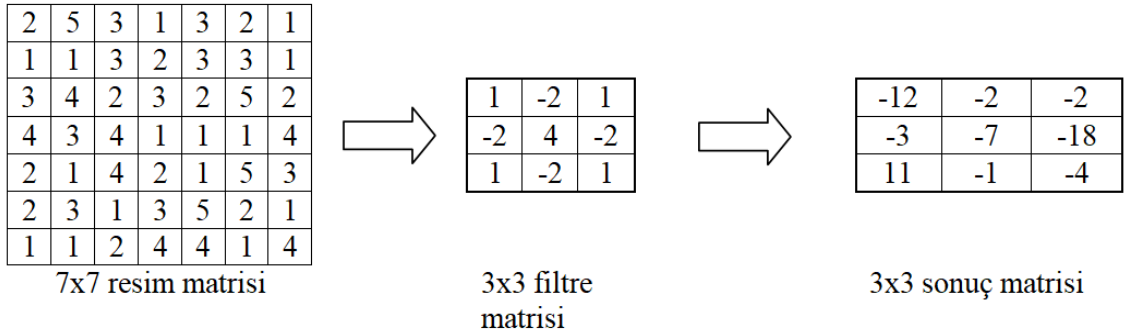 2 5 3 1 3 2 1
1 1 3 2 3 3 1
3 4 2 3 2 5 2
4 3 4 1 1 1 4
2 1 4 2 1 5 3
2 3 1 3 5 2 1
1 1 2 4 4 1 4
7x7 resim matrisi
1 -2 1
-2 4 -2
1 -2 1
3x3 filtre
matrisi
-12 -2 -2
-3 -7 -18
11 -1 -4
3x3 sonuç matrisi